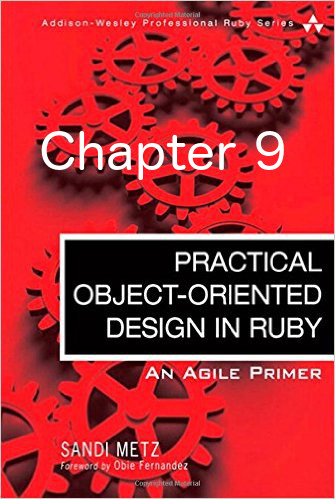 Addison-Wesley Professional Ruby Series
Chapter 9
PRACTICAL
OBJECT-ORIENTED
DESIGN IN RUBY
AN AGILE PRIMER
SANDI METZ
Foreword by Obie Fernandez